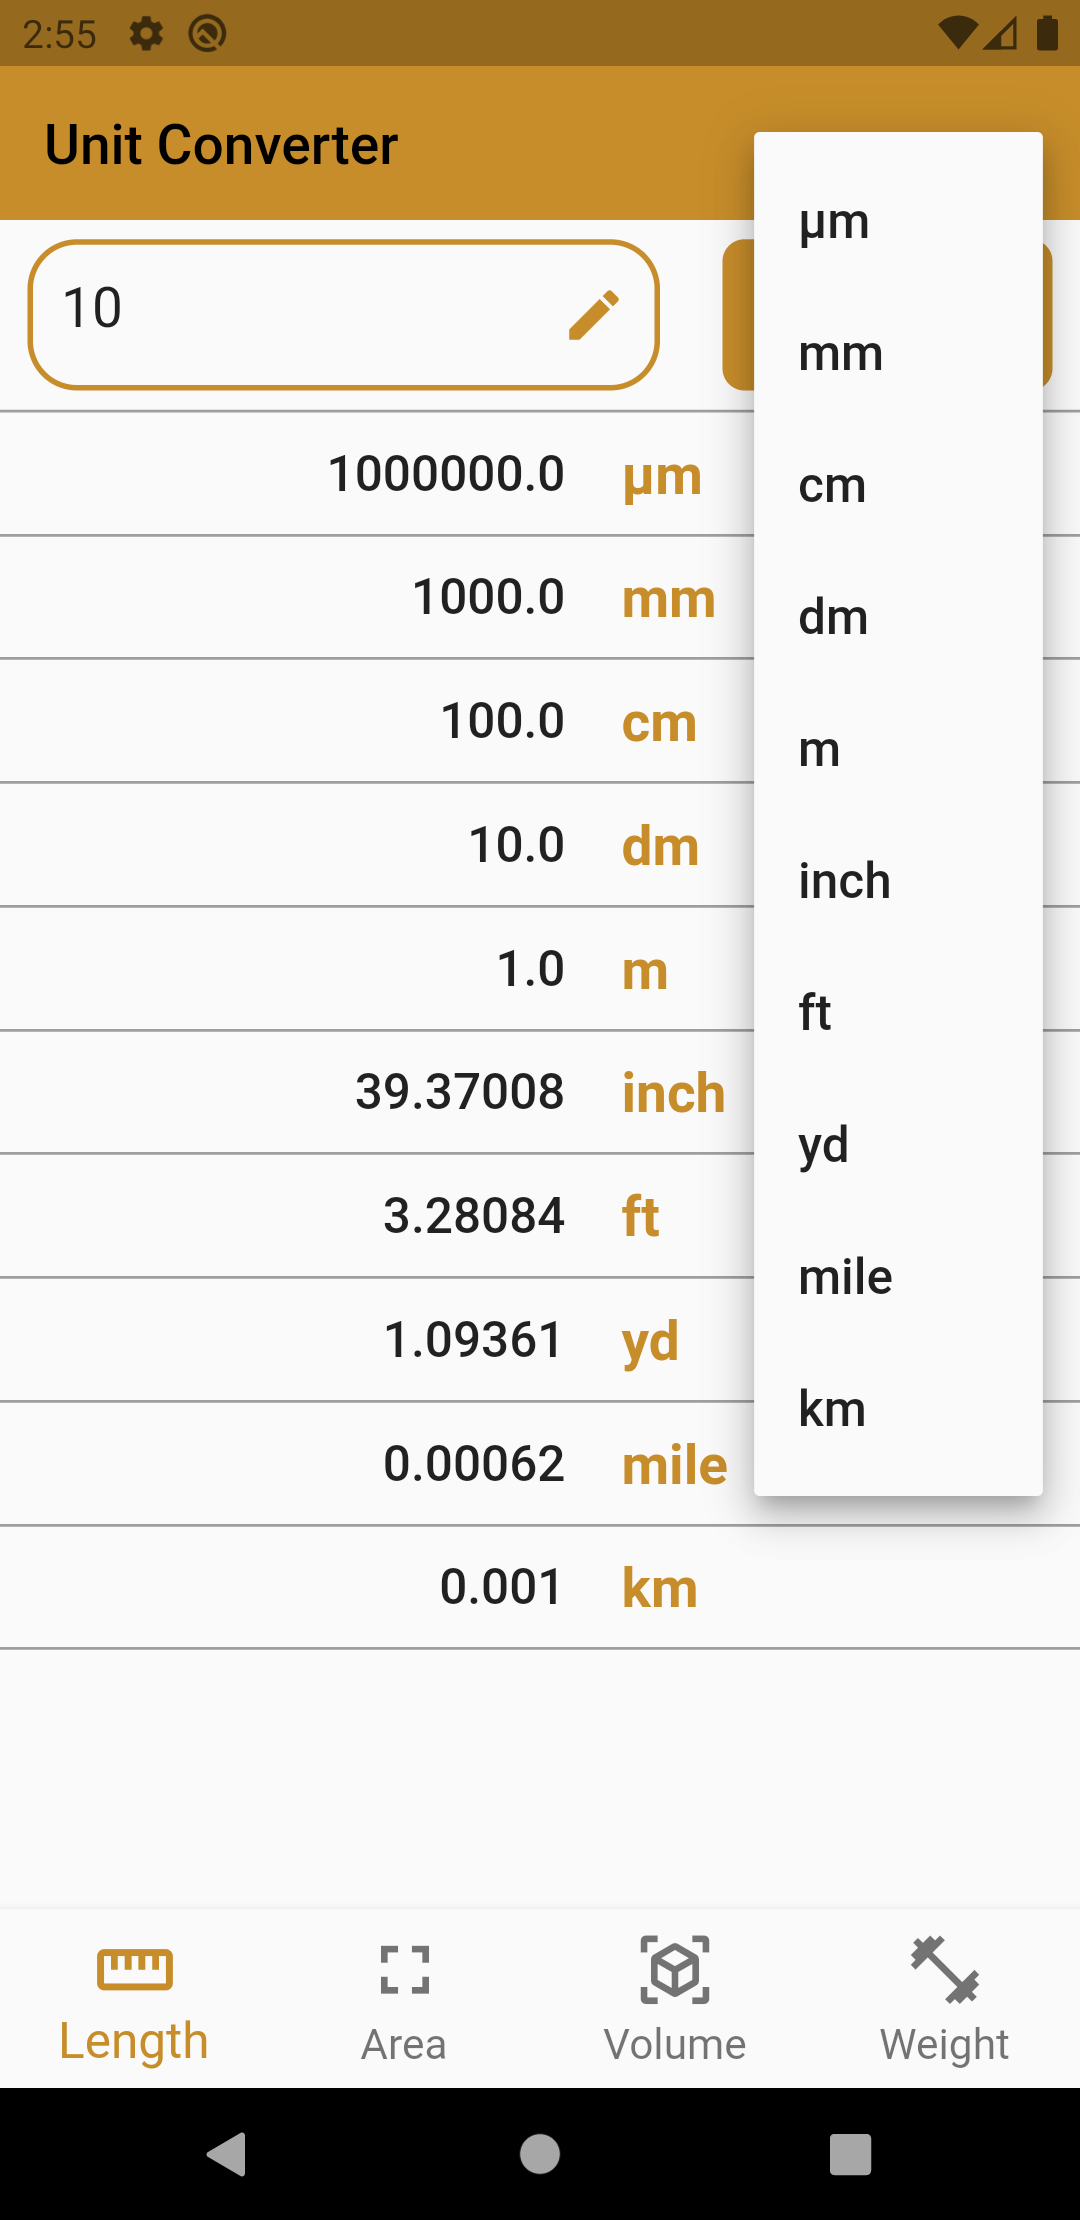 2:55
Unit Converter
10
1000000.0 μm
1000.0 mm
100.0 cm
10.0 dm
1.0 m
39.37008 inch
3.28084 ft
1.09361 yd
0.00062 mile
0.001 km
μm
mm
cm
dm
m
inch
ft
yd
mile
km
Length
Area
Volume
Weight